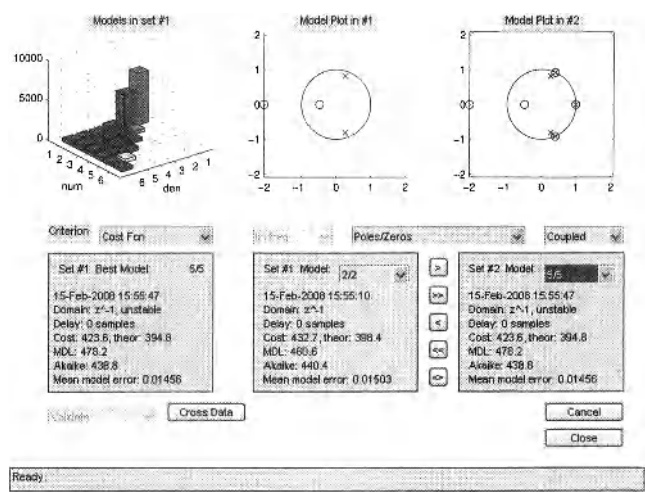 Models in set #1
Model Plot in #1
Model Plot in #2
10000
5000
0
1 2 3 4 5 6
num
6 5 4 3 2 1
den
2
1
0
-1
-2
-2 -1 0 1 2
2
1
0
-1
-2
-2 -1 0 1 2
Criterion
Cost Fcn
Poles/Zeros
Coupled
Set #1 Best Model: 5/5
15-Feb-2008 15:55:47
Domain: z^-1, unstable
Delay: 0 samples
Cost: 423.6, theor: 394.8
MDL: 478.2
Akaike: 438.8
Mean model error: 0.01456
Set #1 Model: 2/2
15-Feb-2008 15:55:10
Domain: z^-1
Delay: 0 samples
Cost: 432.7, theor: 398.4
MDL: 460.6
Akaike: 440.4
Mean model error: 0.01503
>
>>
<
<<
<>
Set #2 Model: 5/5
15-Feb-2008 15:55:47
Domain: z^-1, unstable
Delay: 0 samples
Cost: 423.6, theor: 394.8
MDL: 478.2
Akaike: 438.8
Mean model error: 0.01456
Validate
Cross Data
Cancel
Close
Ready.